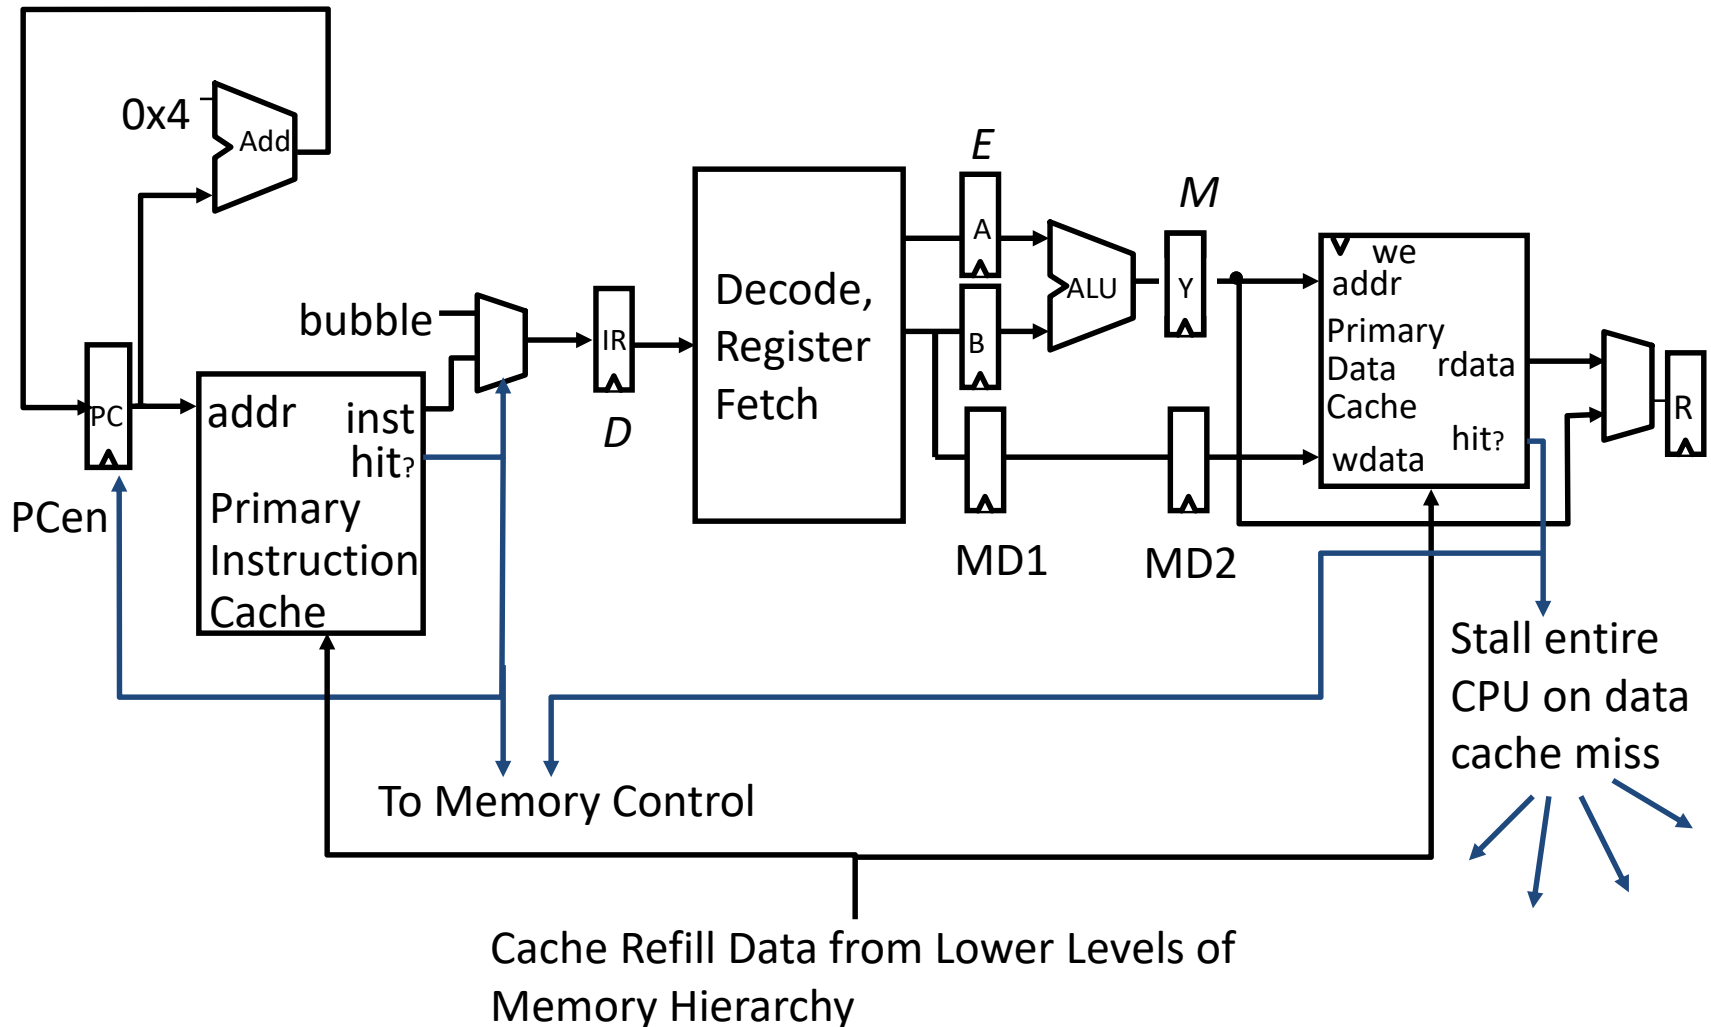 0x4
Add
E
M
A
we
addr
Decode,
ALU
Y
bubble
Primary
IR
Register
B
rdata
Data
PC
addr
inst
Fetch
Cache
R
D
hit?
hit?
wdata
PCen
Primary
Instruction
MD1
MD2
Cache
Stall entire
CPU on data
cache miss
To Memory Control
Cache Refill Data from Lower Levels of
Memory Hierarchy